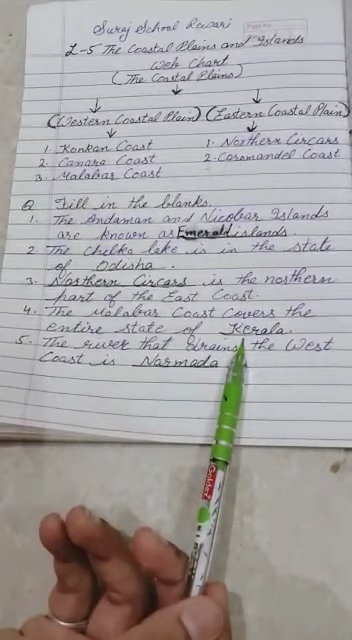 Suraj School Rewari
L-5 The Coastal Plains and Islands
Web Chart
(The Coastal Plains)
(Western Coastal Plain) (Eastern Coastal Plain)
1. Konkan Coast 1. Northern Circars
2. Canara Coast 2. Coromandel Coast
3. Malabar Coast
Q Fill in the blanks.
1. The Andaman and Nicobar Islands
are known as Emerald islands.
2. The Chilka lake is in the state
of Odisha.
3. Northern Circars is the northern
part of the East Coast.
4. The Malabar Coast covers the
entire state of Kerala.
5. The river that drains the West
Coast is Narmada